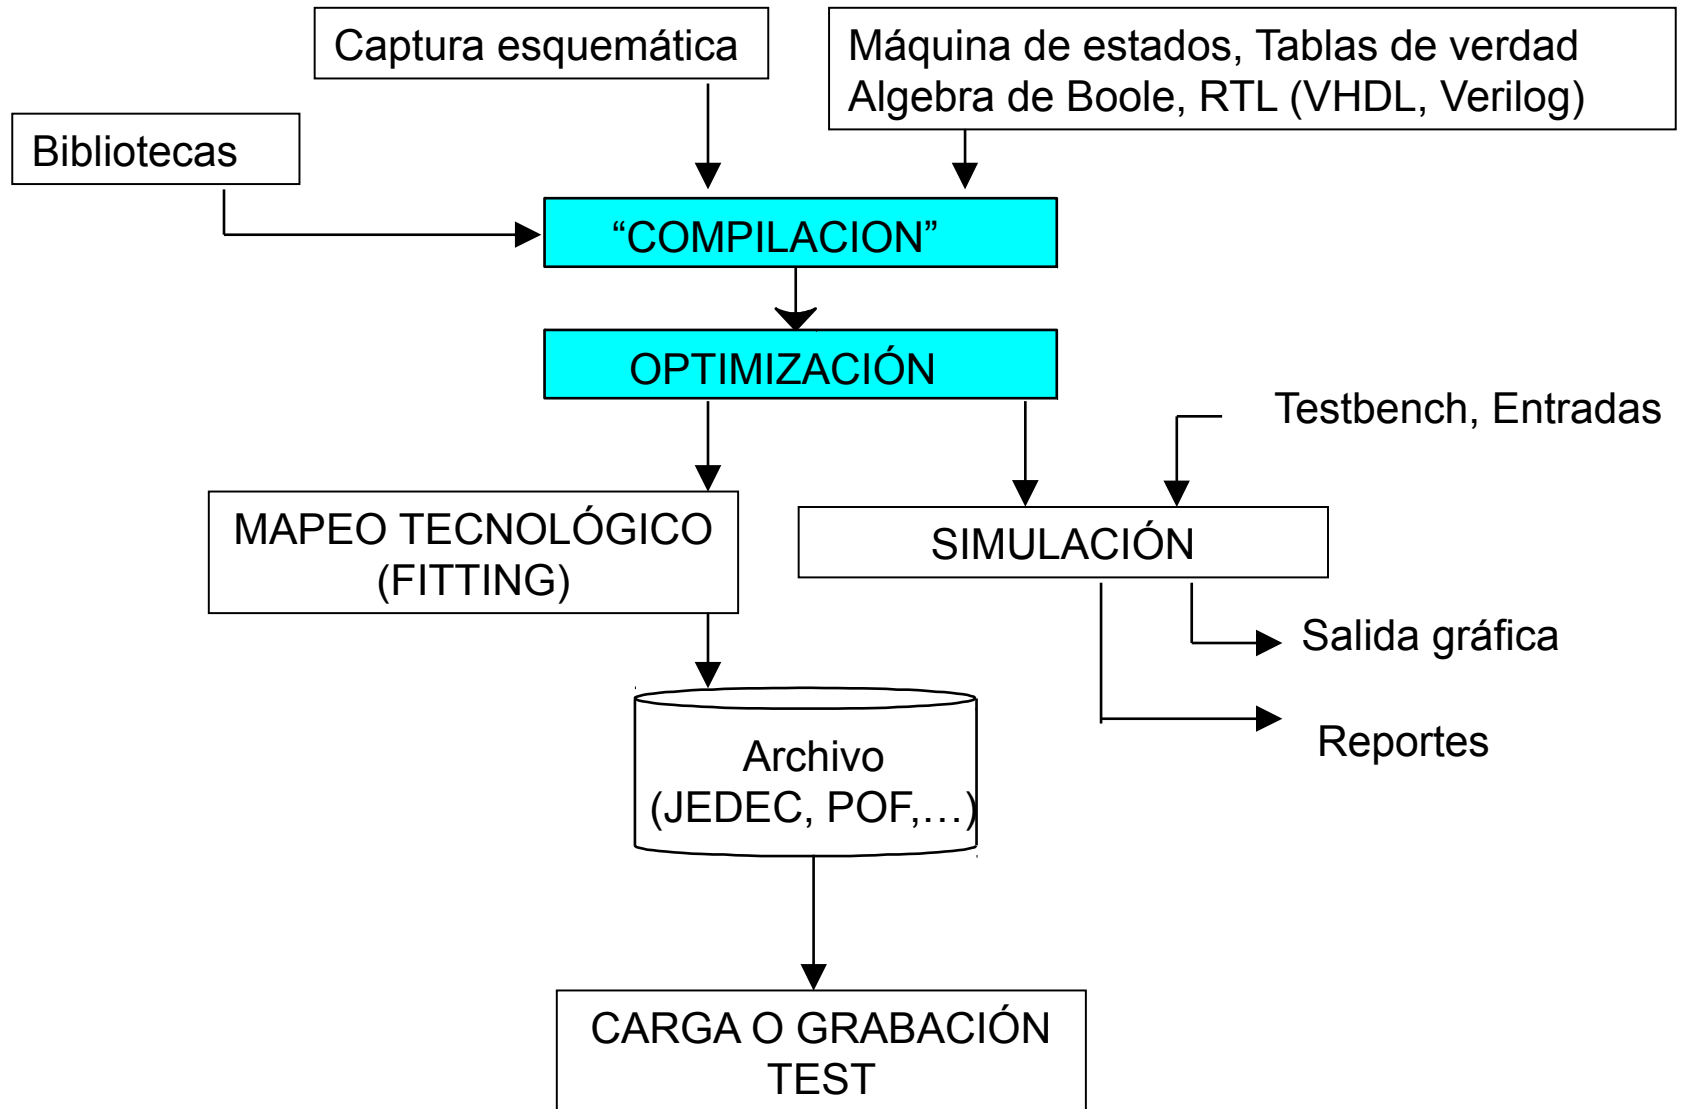 Captura esquemática
Máquina de estados, Tablas de verdad
Algebra de Boole, RTL (VHDL, Verilog)
Bibliotecas
“COMPILACION”
OPTIMIZACIÓN
Testbench, Entradas
MAPEO TECNOLÓGICO
(FITTING)
SIMULACIÓN
Salida gráfica
Reportes
Archivo
(JEDEC, POF,…)
CARGA O GRABACIÓN
TEST